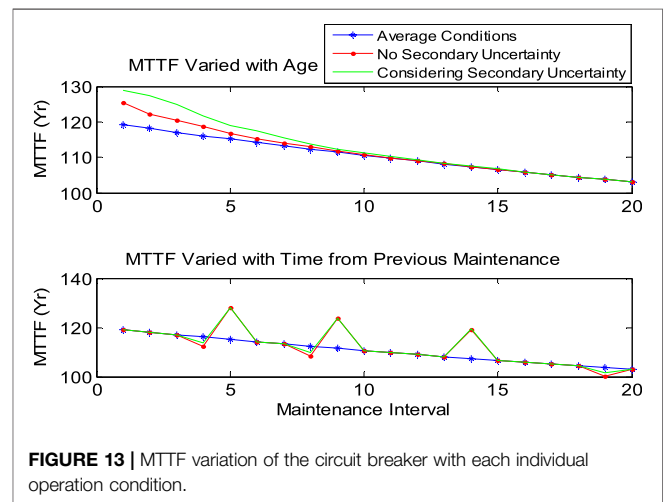 Average Conditions
No Secondary Uncertainty
Considering Secondary Uncertainty
MTTF Varied with Age
MTTF (Yr)
130
120
110
100
0
5
10
15
20
MTTF Varied with Time from Previous Maintenance
MTTF (Yr)
140
120
100
0
5
10
15
20
Maintenance Interval
FIGURE 13 | MTTF variation of the circuit breaker with each individual
operation condition.